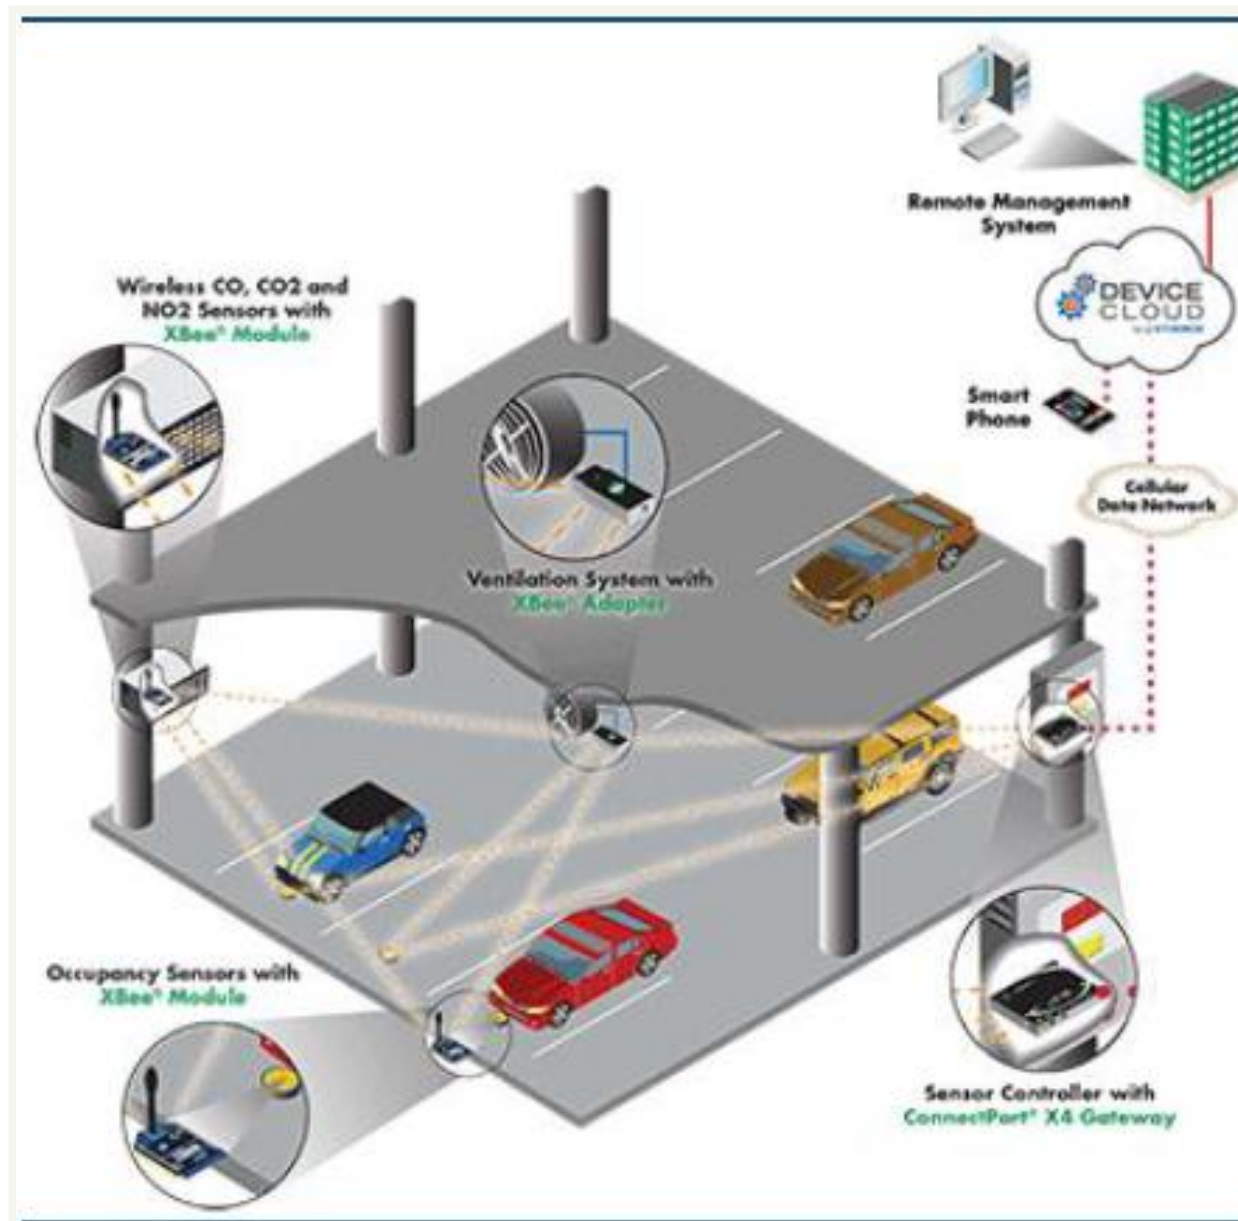 Remote Management
System
Wireless CO, CO2 and
NO2 Sensors with
XBee® Module
DEVICE
CLOUD
Smart
Phone
Cellular
Data Network
Ventilation System with
XBee® Adapter
Occupancy Sensors with
XBee® Module
Sensor Controller with
ConnectPort® X4 Gateway